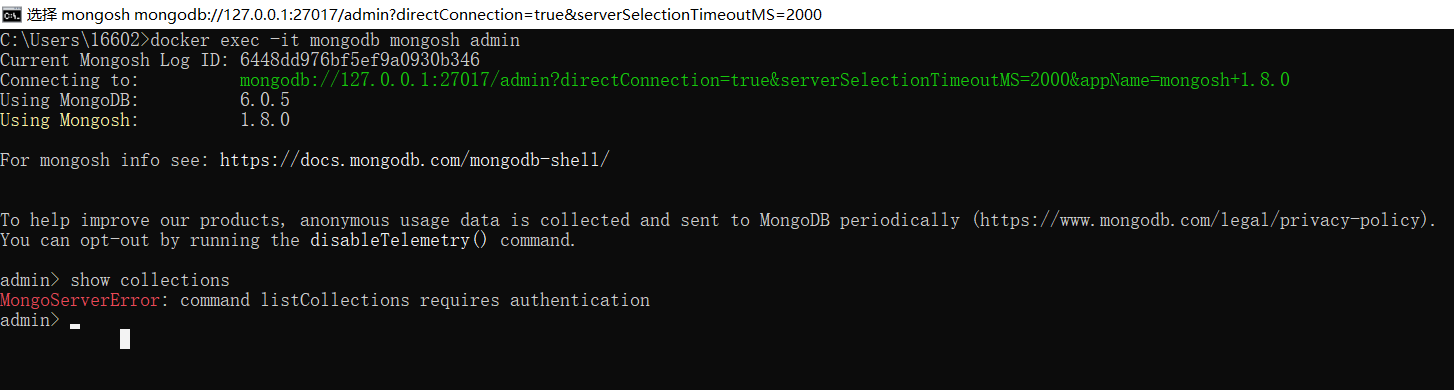 选择 mongosh mongodb://127.0.0.1:27017/admin?directConnection=true&serverSelectionTimeoutMS=2000
C:\Users\16602>docker exec -it mongodb mongosh admin
Current Mongosh Log ID: 6448dd976bf5ef9a0930b346
Connecting to: mongodb://127.0.0.1:27017/admin?directConnection=true&serverSelectionTimeoutMS=2000&appName=mongosh+1.8.0
Using MongoDB: 6.0.5
Using Mongosh: 1.8.0
For mongosh info see: https://docs.mongodb.com/mongodb-shell/
To help improve our products, anonymous usage data is collected and sent to MongoDB periodically (https://www.mongodb.com/legal/privacy-policy).
You can opt-out by running the disableTelemetry() command.
admin> show collections
MongoServerError: command listCollections requires authentication
admin>